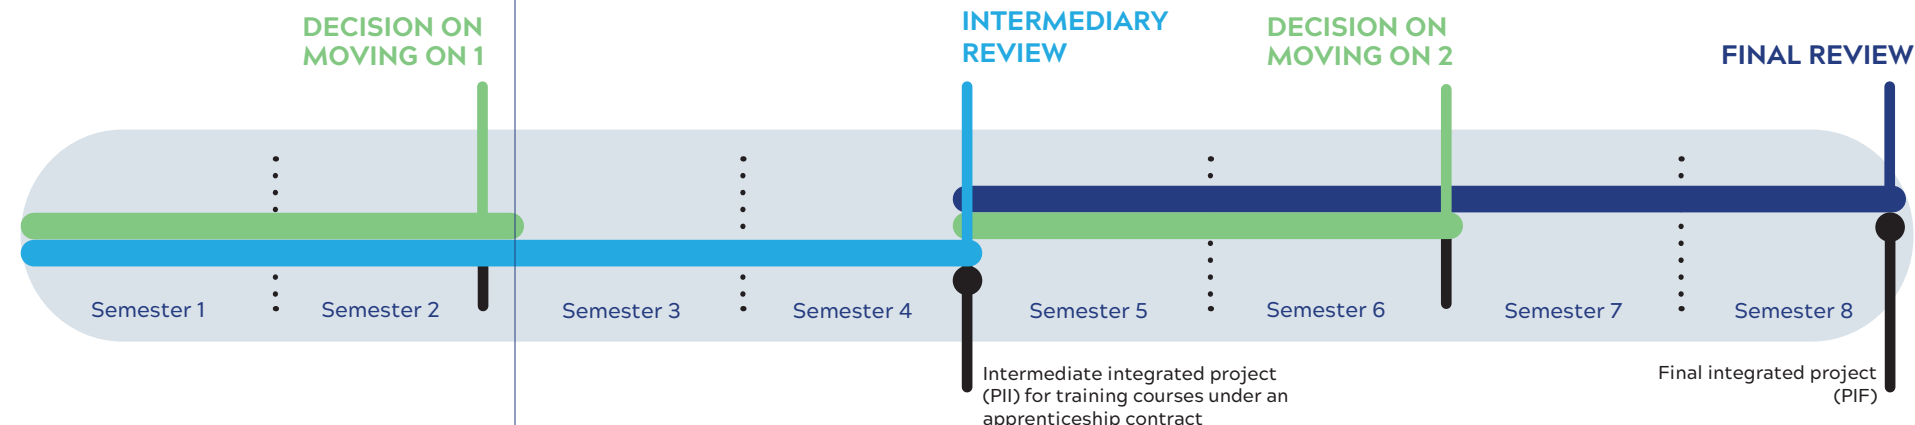 DECISION ON
MOVING ON 1
INTERMEDIARY
REVIEW
DECISION ON
MOVING ON 2
FINAL REVIEW
Semester 1
Semester 2
Semester 3
Semester 4
Semester 5
Semester 6
Semester 7
Semester 8
Intermediate integrated project
(PII) for training courses under an
apprenticeship contract
Final integrated project
(PIF)